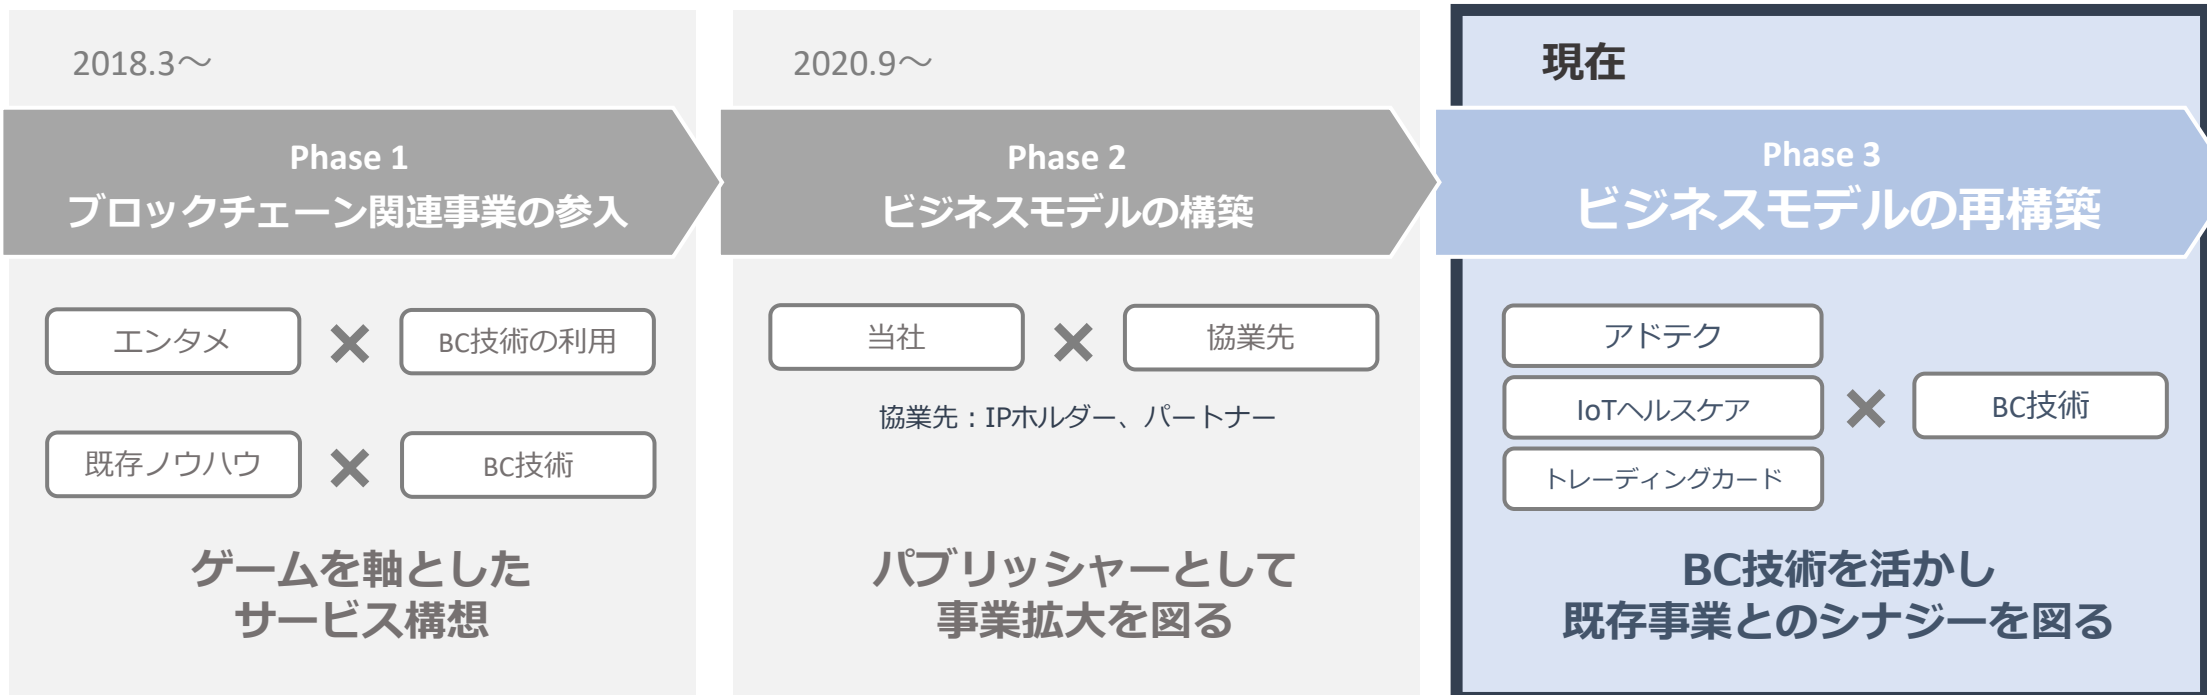 2018.3～
Phase 1
ブロックチェーン関連事業の参入
エンタメ
×
BC技術の利用
既存ノウハウ
×
BC技術
ゲームを軸とした
サービス構想
2020.9～
Phase 2
ビジネスモデルの構築
当社
×
協業先
協業先：IPホルダー、パートナー
パブリッシャーとして
事業拡大を図る
現在
Phase 3
ビジネスモデルの再構築
アドテク
IoTヘルスケア
トレーディングカード
×
BC技術
BC技術を活かし
既存事業とのシナジーを図る